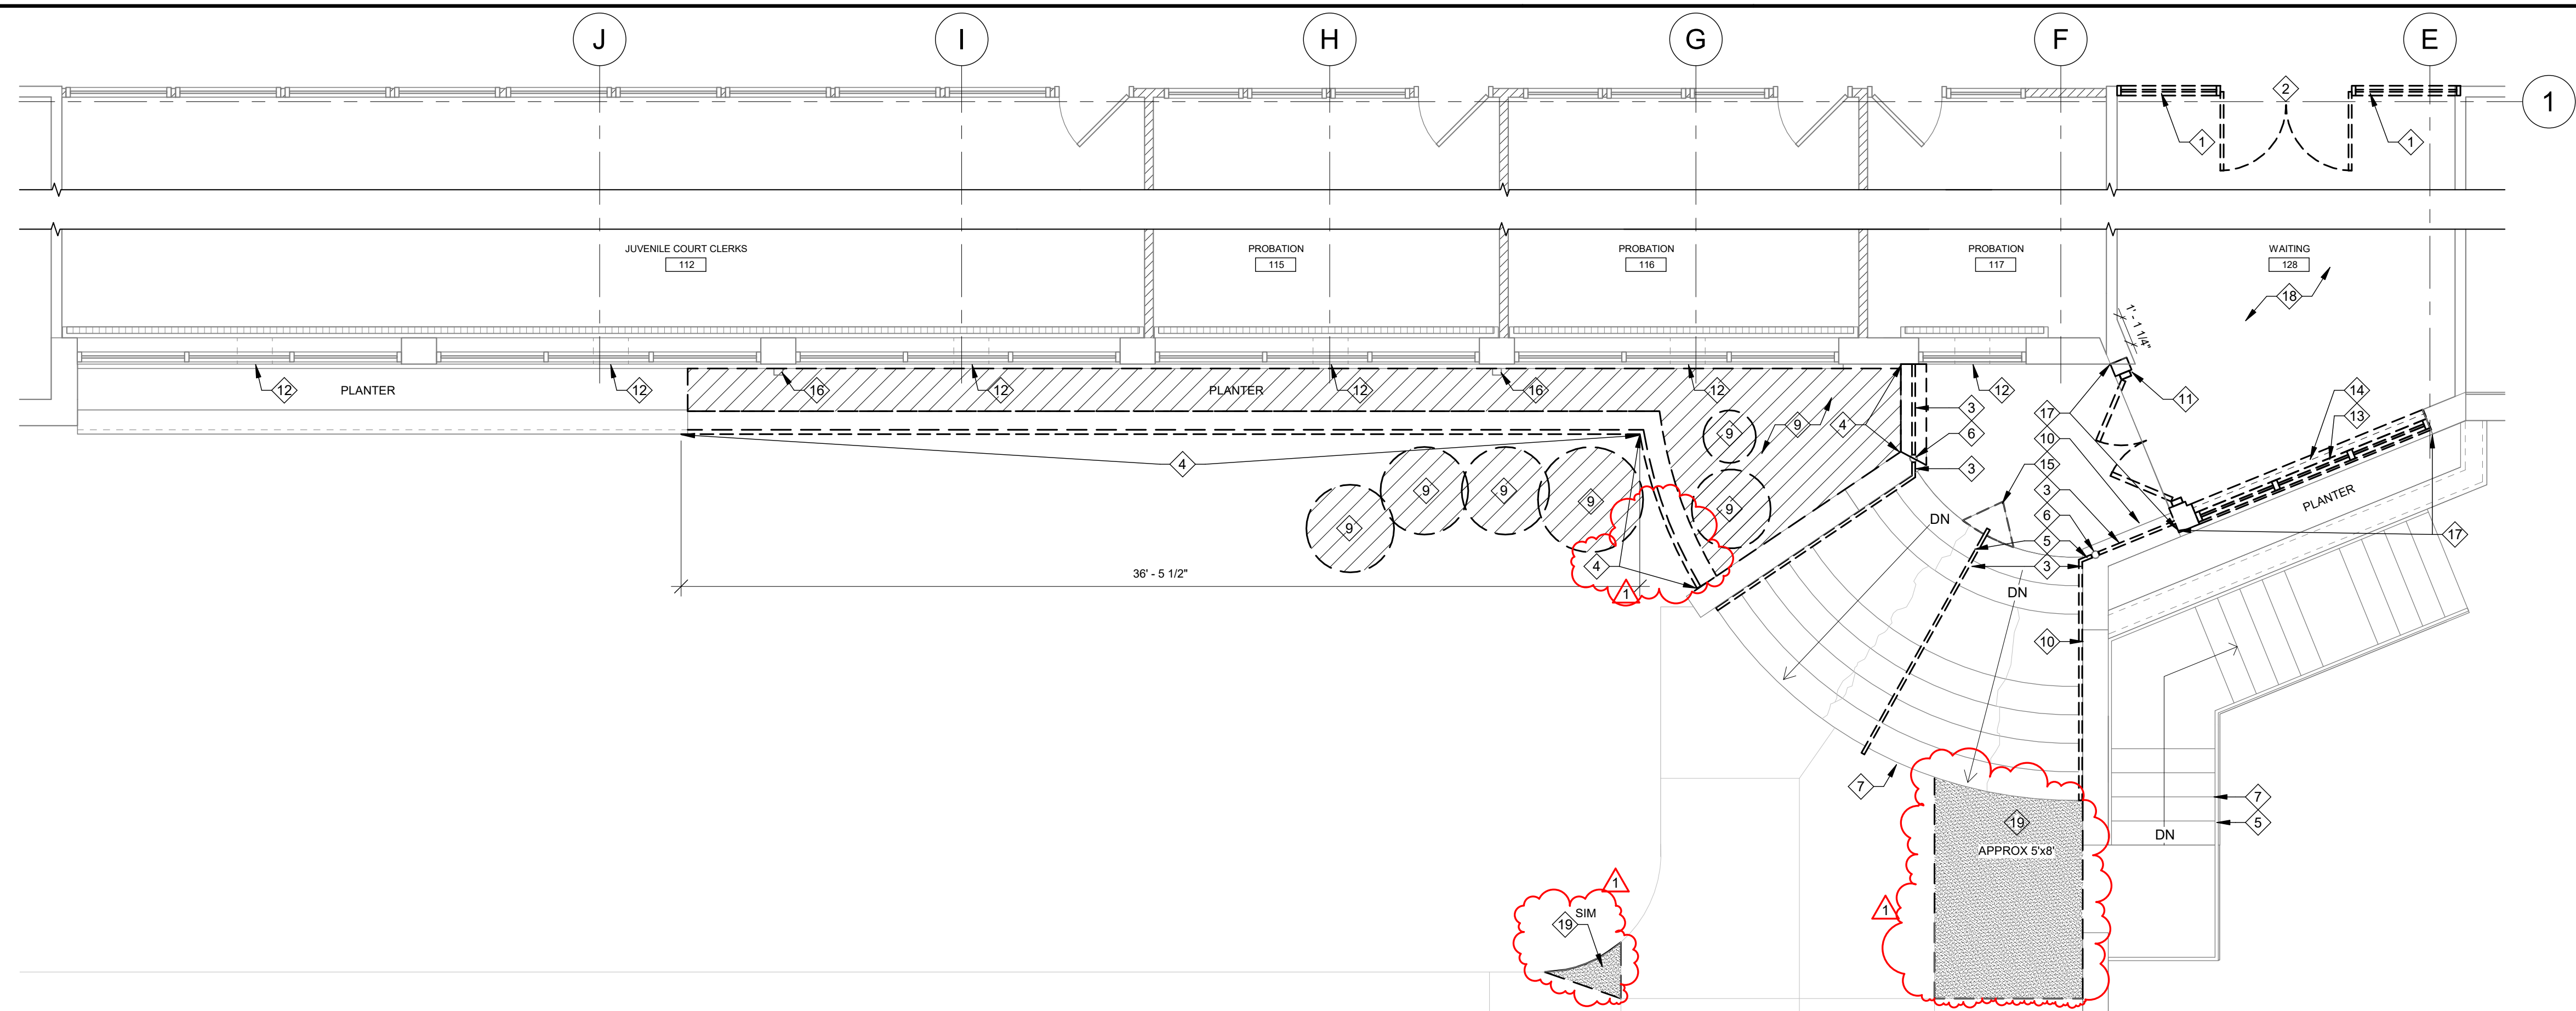 J I H G F E
1
2
1 1
JUVENILE COURT CLERKS
112
PROBATION
115
PROBATION
116
PROBATION
117
WAITING
128
18
1' - 1 1/4"
12 PLANTER 12 16 12 PLANTER 12 16 12 9 4 12 11 14
3 17 13
9 6 10
4 3 15
9 9 9 9 9 3 PLANTER
DN 6 17
5
4 3
36' - 5 1/2"
1 DN
10
7 7
19 5
APPROX 5'x8' DN
1
1
SIM
19